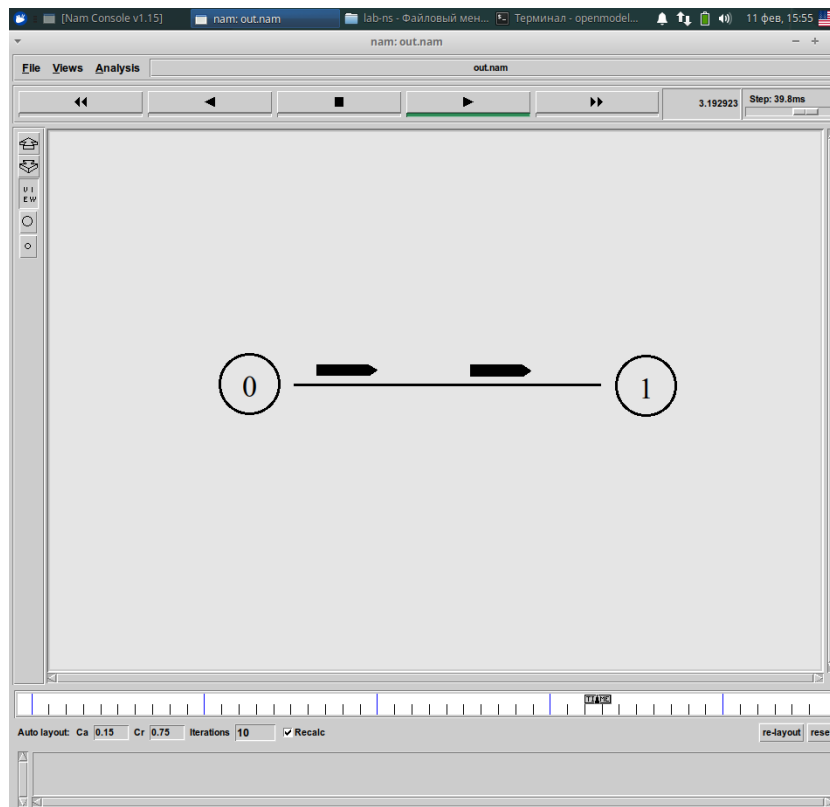 [Nam Console v1.15] nam: out.nam lab-ns - Файловый мен... Терминал - openmodel... 11 фев, 15:55
nam: out.nam
File Views Analysis out.nam
3.192923 Step: 39.8ms
V I
E W
0 1
TIME
Auto layout: Ca 0.15 Cr 0.75 Iterations 10 Recalc re-layout rese